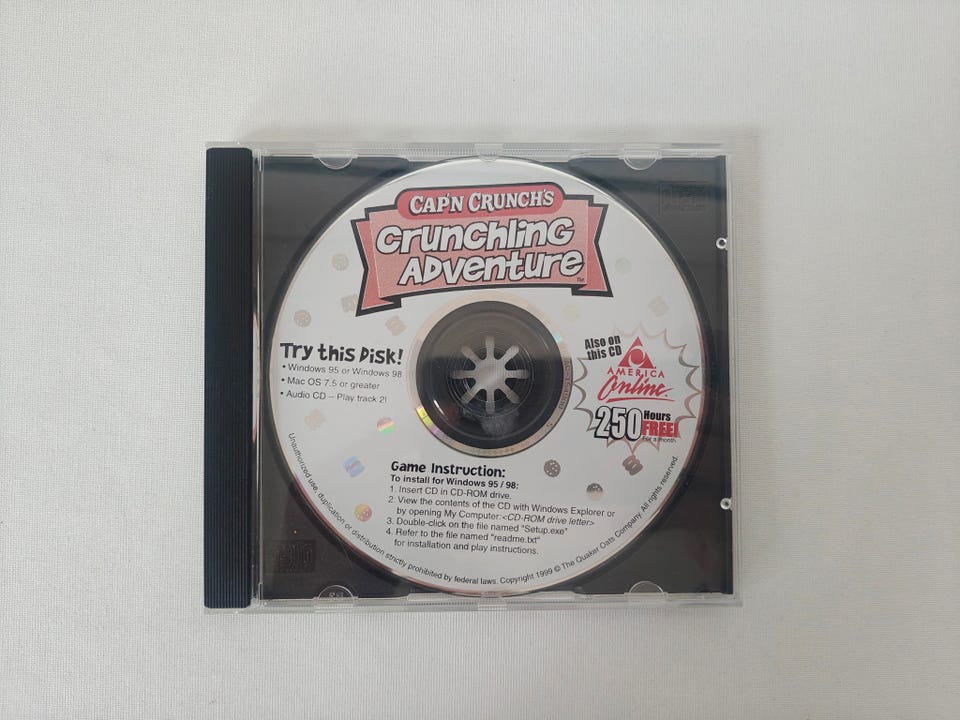 CAP'N CRUNCH'S
Crunchling
Adventure™
Try this Disk!
• Windows 95 or Windows 98
• Mac OS 7.5 or greater
• Audio CD – Play track 2!
Also on
this CD
AMERICA
Online.
250 Hours
FREE!
For a month
Game Instruction:
To install for Windows 95 / 98:
1. Insert CD in CD-ROM drive.
2. View the contents of the CD with Windows Explorer or
by opening My Computer:<CD-ROM drive letter>
3. Double-click on the file named "Setup.exe"
4. Refer to the file named "readme.txt"
for installation and play instructions.
Unauthorized use, duplication or distribution strictly prohibited by federal laws. Copyright 1999 © The Quaker Oats Company. All rights reserved.